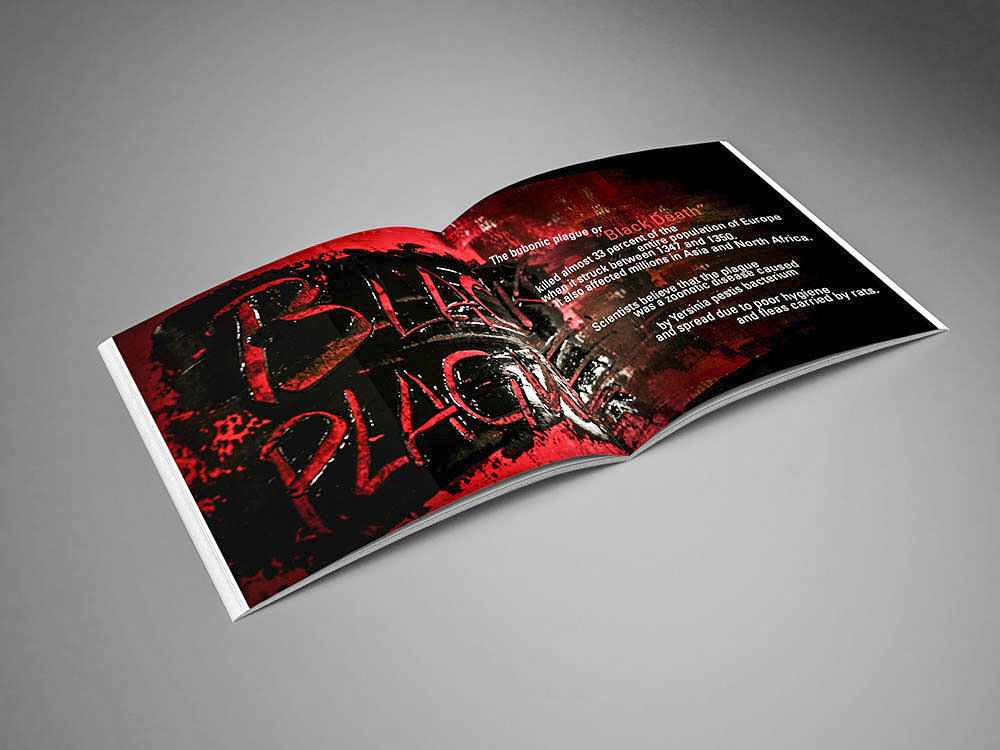 BLACK
PLAGUE
The bubonic plague or "Black Death"
killed almost 33 percent of the
entire population of Europe
when it struck between 1347 and 1350.
It also affected millions in Asia and North Africa.
Scientists believe that the plague
was a zoonotic disease caused
by Yersinia pestis bacterium
and spread due to poor hygiene
and fleas carried by rats.